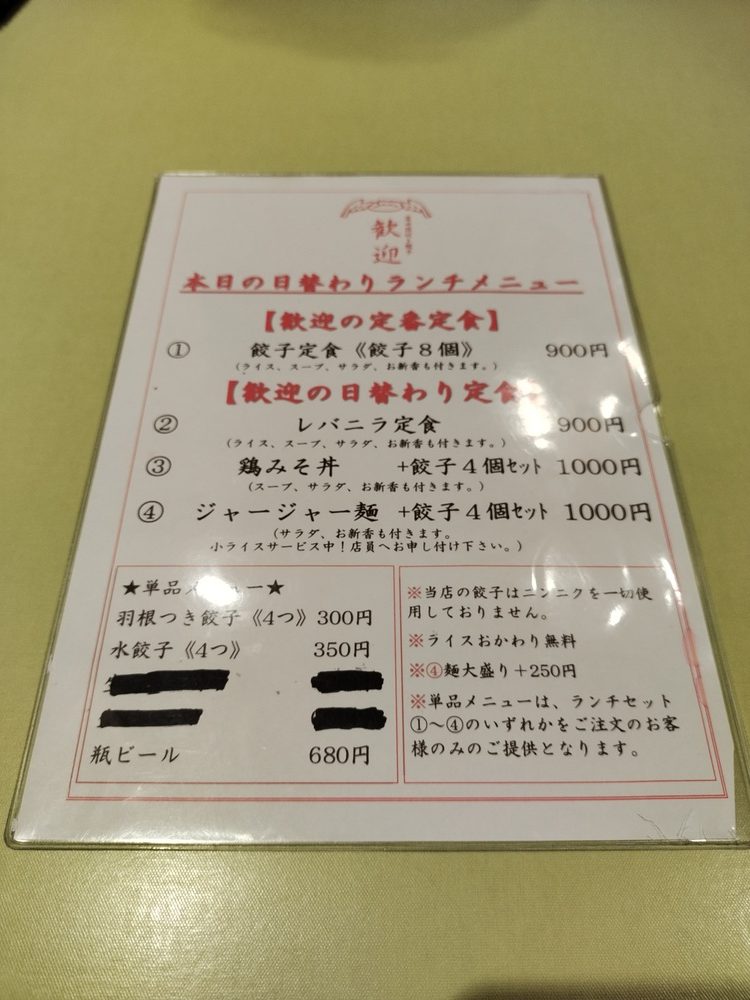 歓迎
本日の日替わりランチメニュー
【歓迎の定番定食】
① 餃子定食《餃子８個》 900円
(ライス、スープ、サラダ、お新香も付きます。)
【歓迎の日替わり定食
② レバニラ定食 900円
(ライス、スープ、サラダ、お新香も付きます。)
③ 鶏みそ丼 +餃子４個ｾｯﾄ 1000円
(スープ、サラダ、お新香も付きます。)
④ ジャージャー麺 +餃子４個ｾｯﾄ 1000円
(サラダ、お新香も付きます。
小ライスサービス中！店員へお申し付け下さい。)
★単品メニュー★
羽根つき餃子《4つ》 300円
水餃子《4つ》 350円
瓶ビール 680円
※当店の餃子はニンニクを一切使
用しておりません。
※ライスおかわり無料
※④麺大盛り＋250円
※単品メニューは、ランチセット
①～④のいずれかをご注文のお客
様のみのご提供となります。